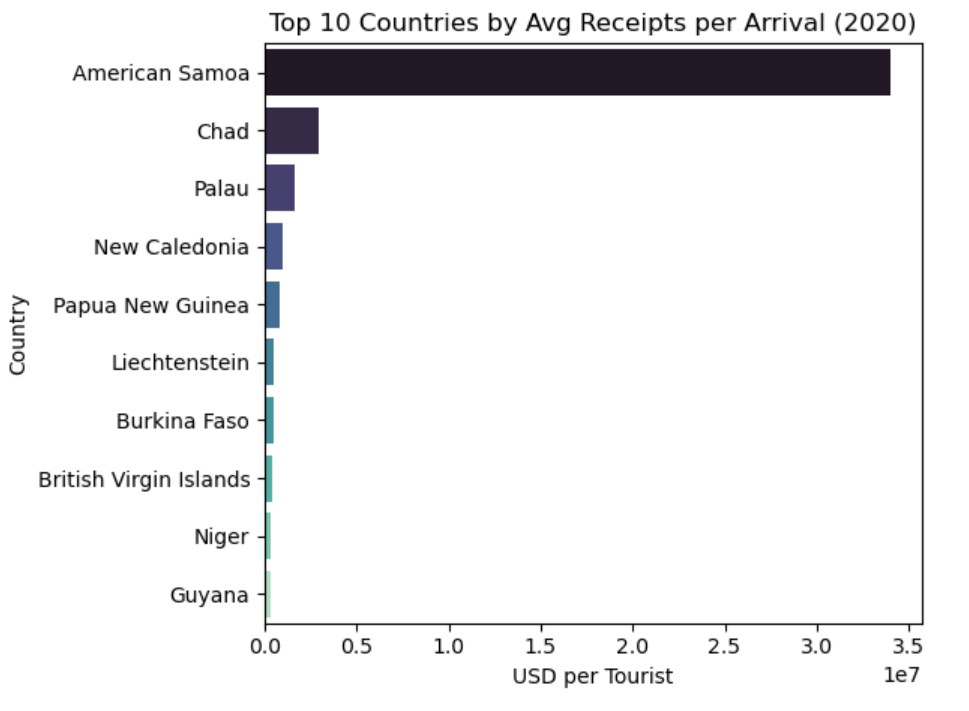 Top 10 Countries by Avg Receipts per Arrival (2020)
Country
American Samoa
Chad
Palau
New Caledonia
Papua New Guinea
Liechtenstein
Burkina Faso
British Virgin Islands
Niger
Guyana
0.0 0.5 1.0 1.5 2.0 2.5 3.0 3.5
1e7
USD per Tourist